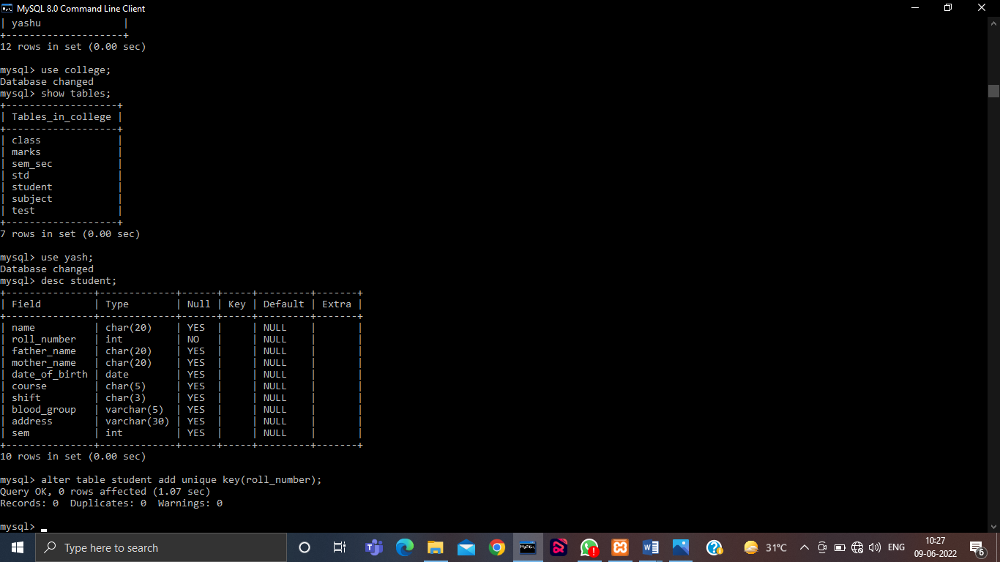 MySQL 8.0 Command Line Client
| yashu              |
+--------------------+
12 rows in set (0.00 sec)
mysql> use college;
Database changed
mysql> show tables;
+-------------------+
| Tables_in_college |
+-------------------+
| class             |
| marks             |
| sem_sec           |
| std               |
| student           |
| subject           |
| test              |
+-------------------+
7 rows in set (0.00 sec)
mysql> use yash;
Database changed
mysql> desc student;
+---------------+-------------+------+-----+---------+-------+
| Field         | Type        | Null | Key | Default | Extra |
+---------------+-------------+------+-----+---------+-------+
| name          | char(20)    | YES  |     | NULL    |       |
| roll_number   | int         | NO   |     | NULL    |       |
| father_name   | char(20)    | YES  |     | NULL    |       |
| mother_name   | char(20)    | YES  |     | NULL    |       |
| date_of_birth | date        | YES  |     | NULL    |       |
| course        | char(5)     | YES  |     | NULL    |       |
| shift         | char(3)     | YES  |     | NULL    |       |
| blood_group   | varchar(5)  | YES  |     | NULL    |       |
| address       | varchar(30) | YES  |     | NULL    |       |
| sem           | int         | YES  |     | NULL    |       |
+---------------+-------------+------+-----+---------+-------+
10 rows in set (0.00 sec)
mysql> alter table student add unique key(roll_number);
Query OK, 0 rows affected (1.07 sec)
Records: 0  Duplicates: 0  Warnings: 0
mysql>
Type here to search
31°C
ENG
10:27
09-06-2022
6